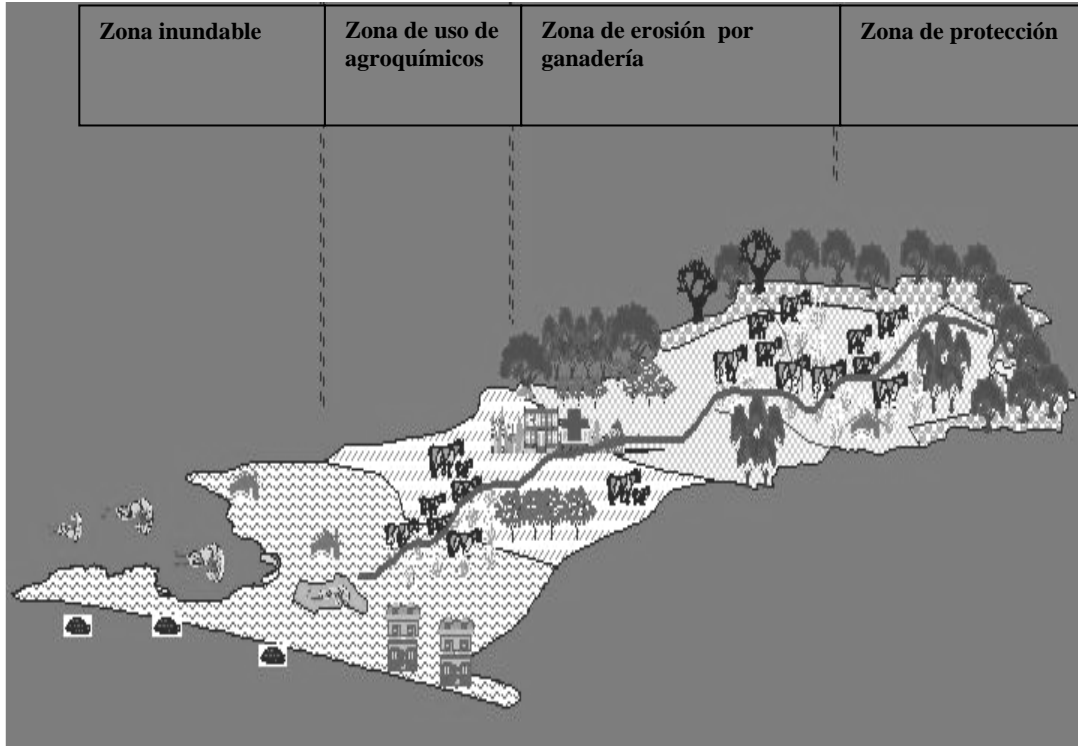 Zona inundable
Zona de uso de
agroquímicos
Zona de erosión por
ganadería
Zona de protección